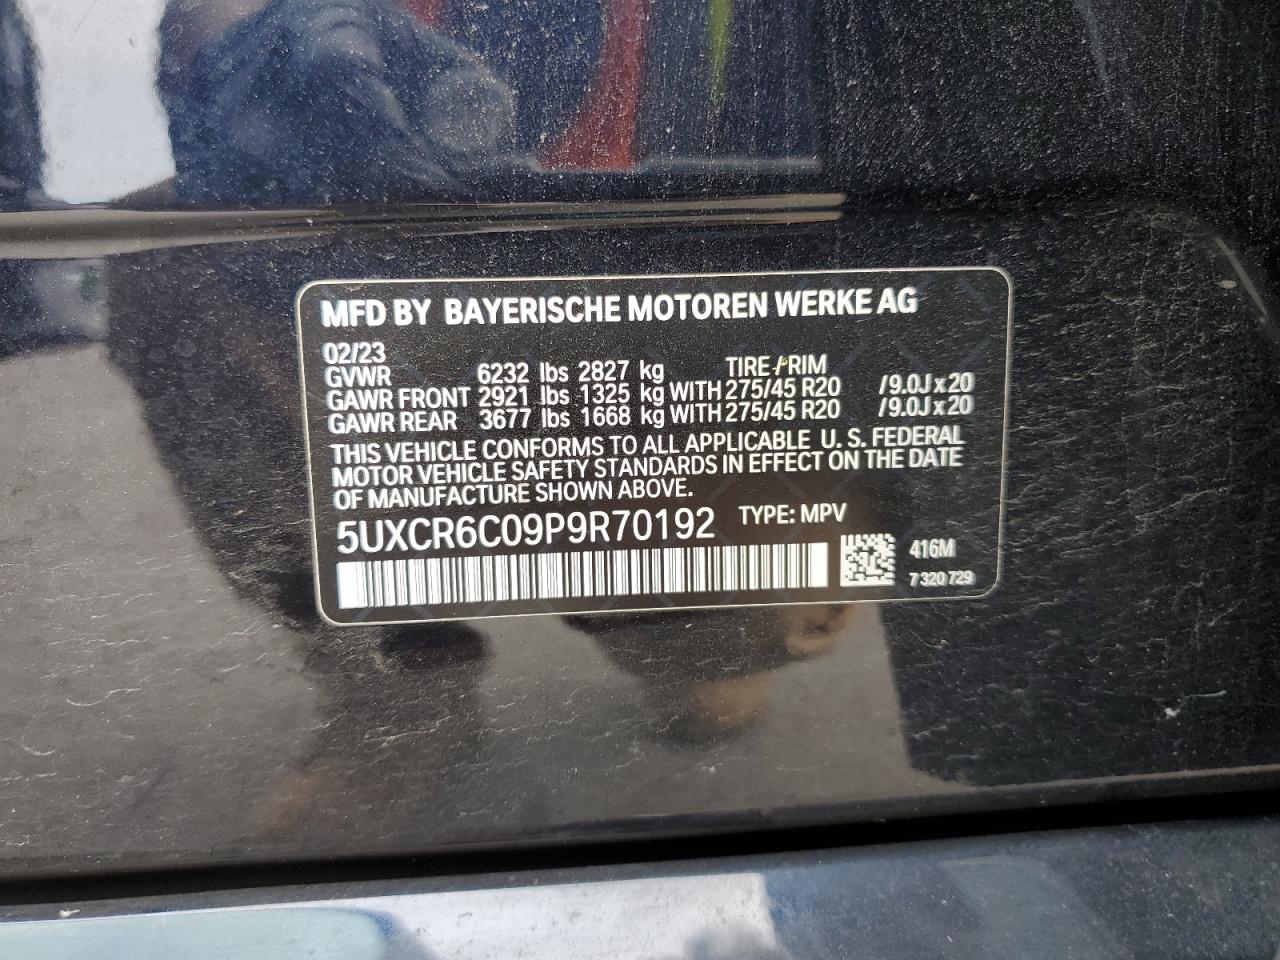 MFD BY BAYERISCHE MOTOREN WERKE AG
02/23
GVWR 6232 lbs 2827 kg TIRE / RIM
GAWR FRONT 2921 lbs 1325 kg WITH 275/45 R20 /9.0J x 20
GAWR REAR 3677 lbs 1668 kg WITH 275/45 R20 /9.0J x 20
THIS VEHICLE CONFORMS TO ALL APPLICABLE U. S. FEDERAL
MOTOR VEHICLE SAFETY STANDARDS IN EFFECT ON THE DATE
OF MANUFACTURE SHOWN ABOVE.
5UXCR6C09P9R70192 TYPE: MPV
416M
7 320 729